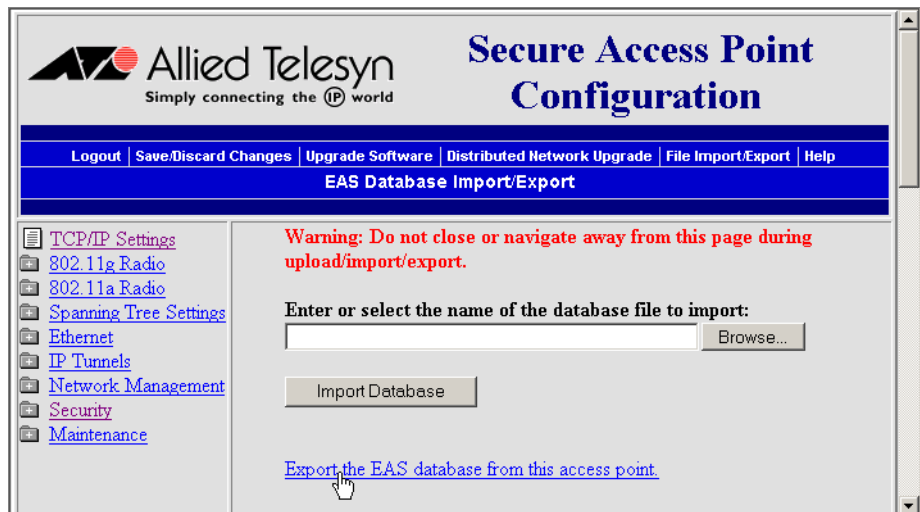 Allied Telesyn
Simply connecting the IP world
Secure Access Point
Configuration
Logout | Save/Discard Changes | Upgrade Software | Distributed Network Upgrade | File Import/Export | Help
EAS Database Import/Export
TCP/IP Settings
802.11g Radio
802.11a Radio
Spanning Tree Settings
Ethernet
IP Tunnels
Network Management
Security
Maintenance
Warning: Do not close or navigate away from this page during
upload/import/export.
Enter or select the name of the database file to import:
Browse...
Import Database
Export the EAS database from this access point.